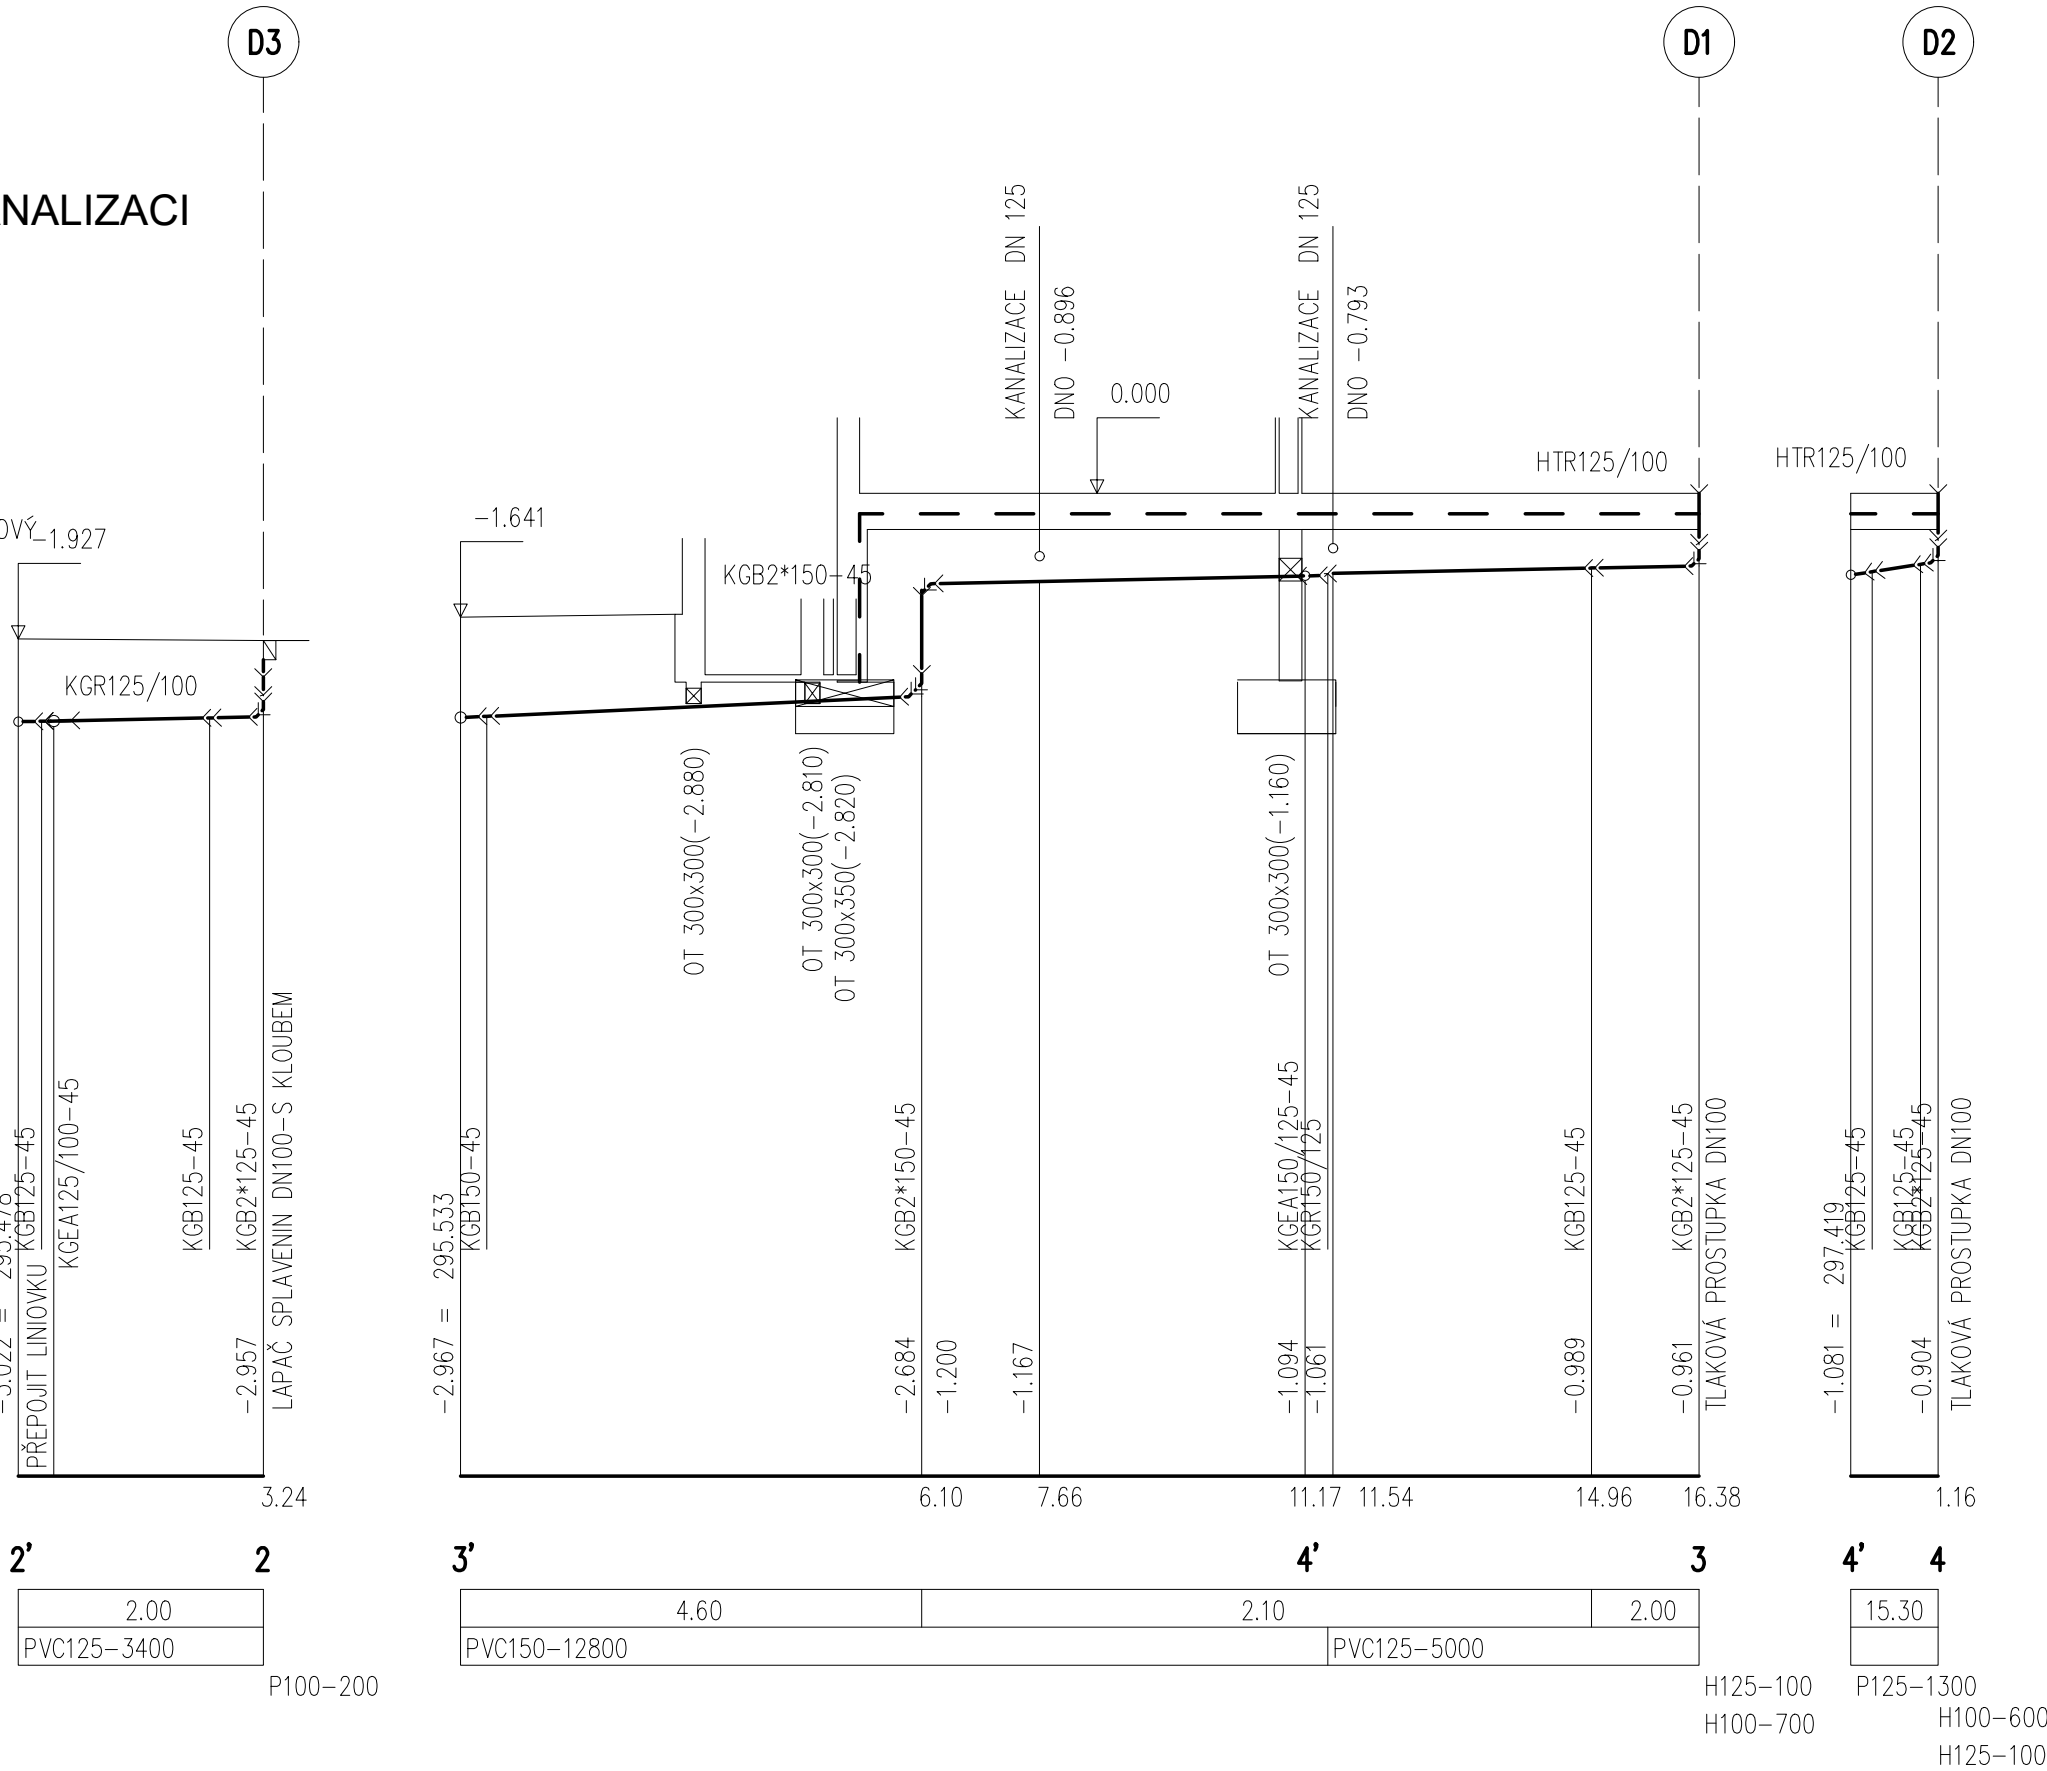 D3
D1
D2
NALIZACI
KANALIZACE DN 125
DNO -0.896
KANALIZACE DN 125
DNO -0.793
0.000
HTR125/100
HTR125/100
-1.927
-1.641
KGB2*150-45
KGR125/100
OT 300x300(-2.880)
OT 300x300(-2.810)
OT 300x350(-2.820)
OT 300x300(-1.160)
KGB125-45
PŘEPOJIT LINIOVKU
KGEA125/100-45
KGB125-45
KGB2*125-45
-2.957
LAPAČ SPLAVENIN DN100-S KLOUBEM
-2.967 = 295.533
KGB150-45
KGB2*150-45
-2.684
-1.200
-1.167
KGEA150/125-45
-1.094
KGR150/125
-1.061
KGB125-45
-0.989
KGB2*125-45
-0.961
TLAKOVÁ PROSTUPKA DN100
-1.081 = 297.419
KGB125-45
KGB125-45
KGB2*125-45
-0.904
TLAKOVÁ PROSTUPKA DN100
3.24
6.10
7.66
11.17
11.54
14.96
16.38
1.16
2' 2
3' 4' 3
4' 4
2.00
4.60
2.10
2.00
15.30
PVC125-3400
PVC150-12800
PVC125-5000
P100-200
H125-100
H100-700
P125-1300
H100-600
H125-100